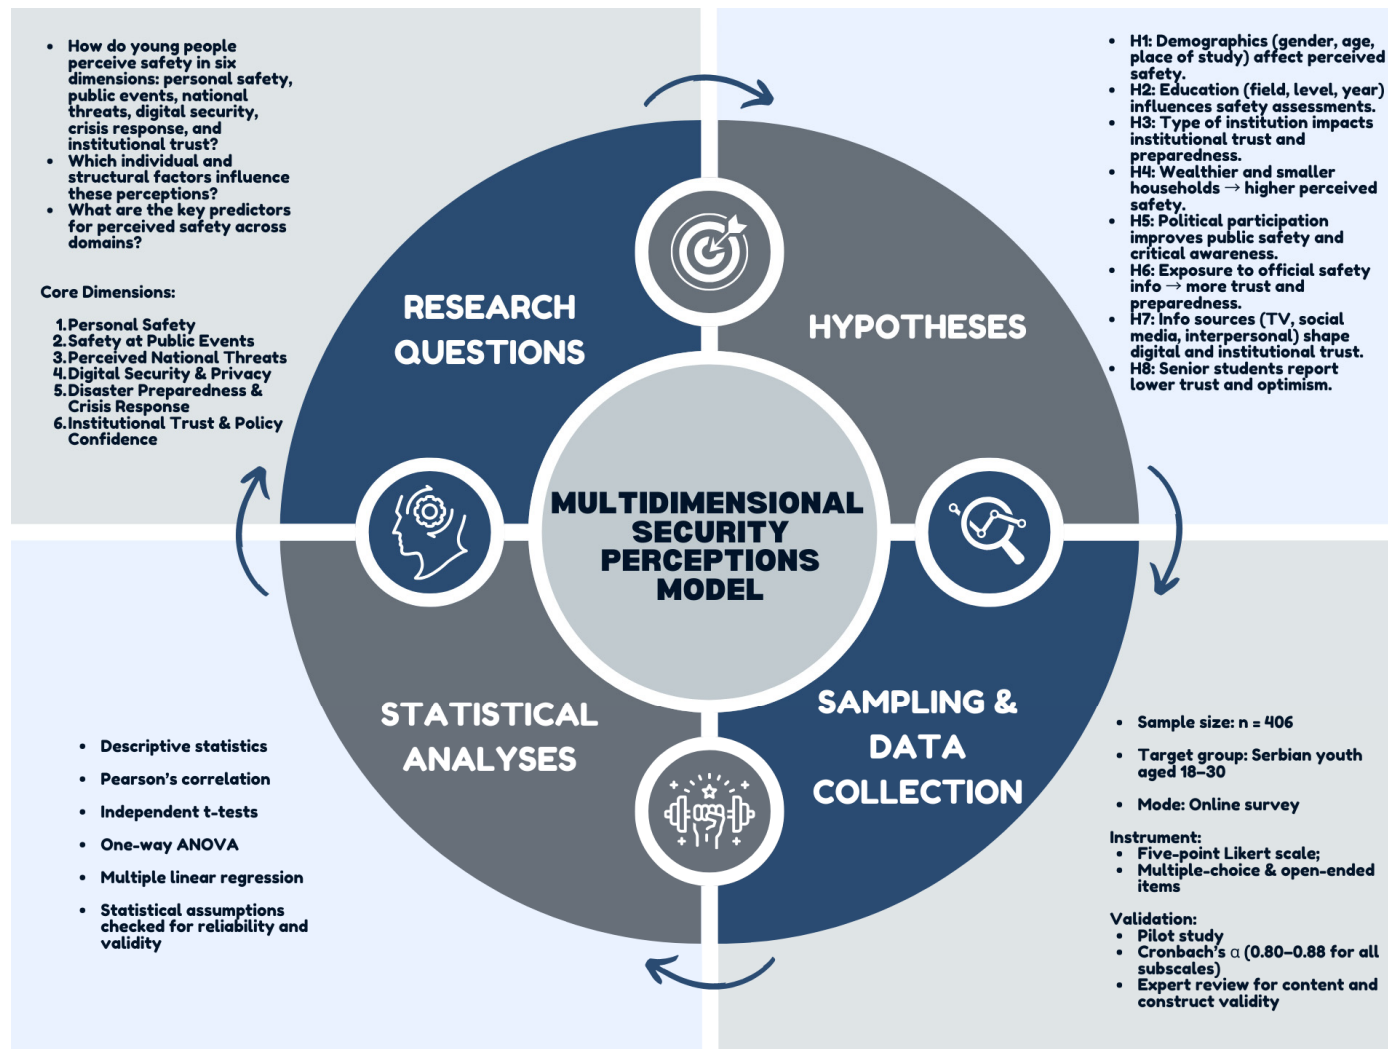 • How do young people
perceive safety in six
dimensions: personal safety,
public events, national
threats, digital security,
crisis response, and
institutional trust?
• Which individual and
structural factors influence
these perceptions?
• What are the key predictors
for perceived safety across
domains?
Core Dimensions:
1. Personal Safety
2. Safety at Public Events
3. Perceived National Threats
4. Digital Security & Privacy
5. Disaster Preparedness &
Crisis Response
6. Institutional Trust & Policy
Confidence
RESEARCH
QUESTIONS
HYPOTHESES
• H1: Demographics (gender, age,
place of study) affect perceived
safety.
• H2: Education (field, level, year)
influences safety assessments.
• H3: Type of institution impacts
institutional trust and
preparedness.
• H4: Wealthier and smaller
households → higher perceived
safety.
• H5: Political participation
improves public safety and
critical awareness.
• H6: Exposure to official safety
info → more trust and
preparedness.
• H7: Info sources (TV, social
media, interpersonal) shape
digital and institutional trust.
• H8: Senior students report
lower trust and optimism.
MULTIDIMENSIONAL
SECURITY
PERCEPTIONS
MODEL
STATISTICAL
ANALYSES
• Descriptive statistics
• Pearson's correlation
• Independent t-tests
• One-way ANOVA
• Multiple linear regression
• Statistical assumptions
checked for reliability and
validity
SAMPLING &
DATA
COLLECTION
• Sample size: n = 406
• Target group: Serbian youth
aged 18–30
• Mode: Online survey
Instrument:
• Five-point Likert scale;
• Multiple-choice & open-ended
items
Validation:
• Pilot study
• Cronbach's α (0.80–0.88 for all
subscales)
• Expert review for content and
construct validity